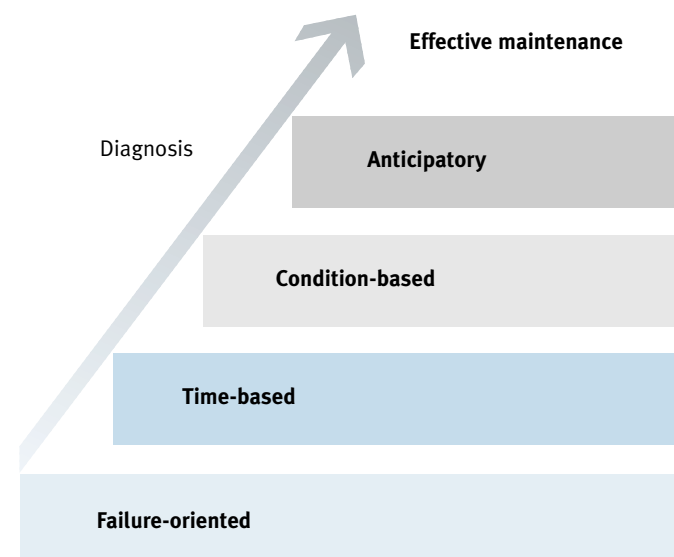 Effective maintenance
Diagnosis
Anticipatory
Condition-based
Time-based
Failure-oriented